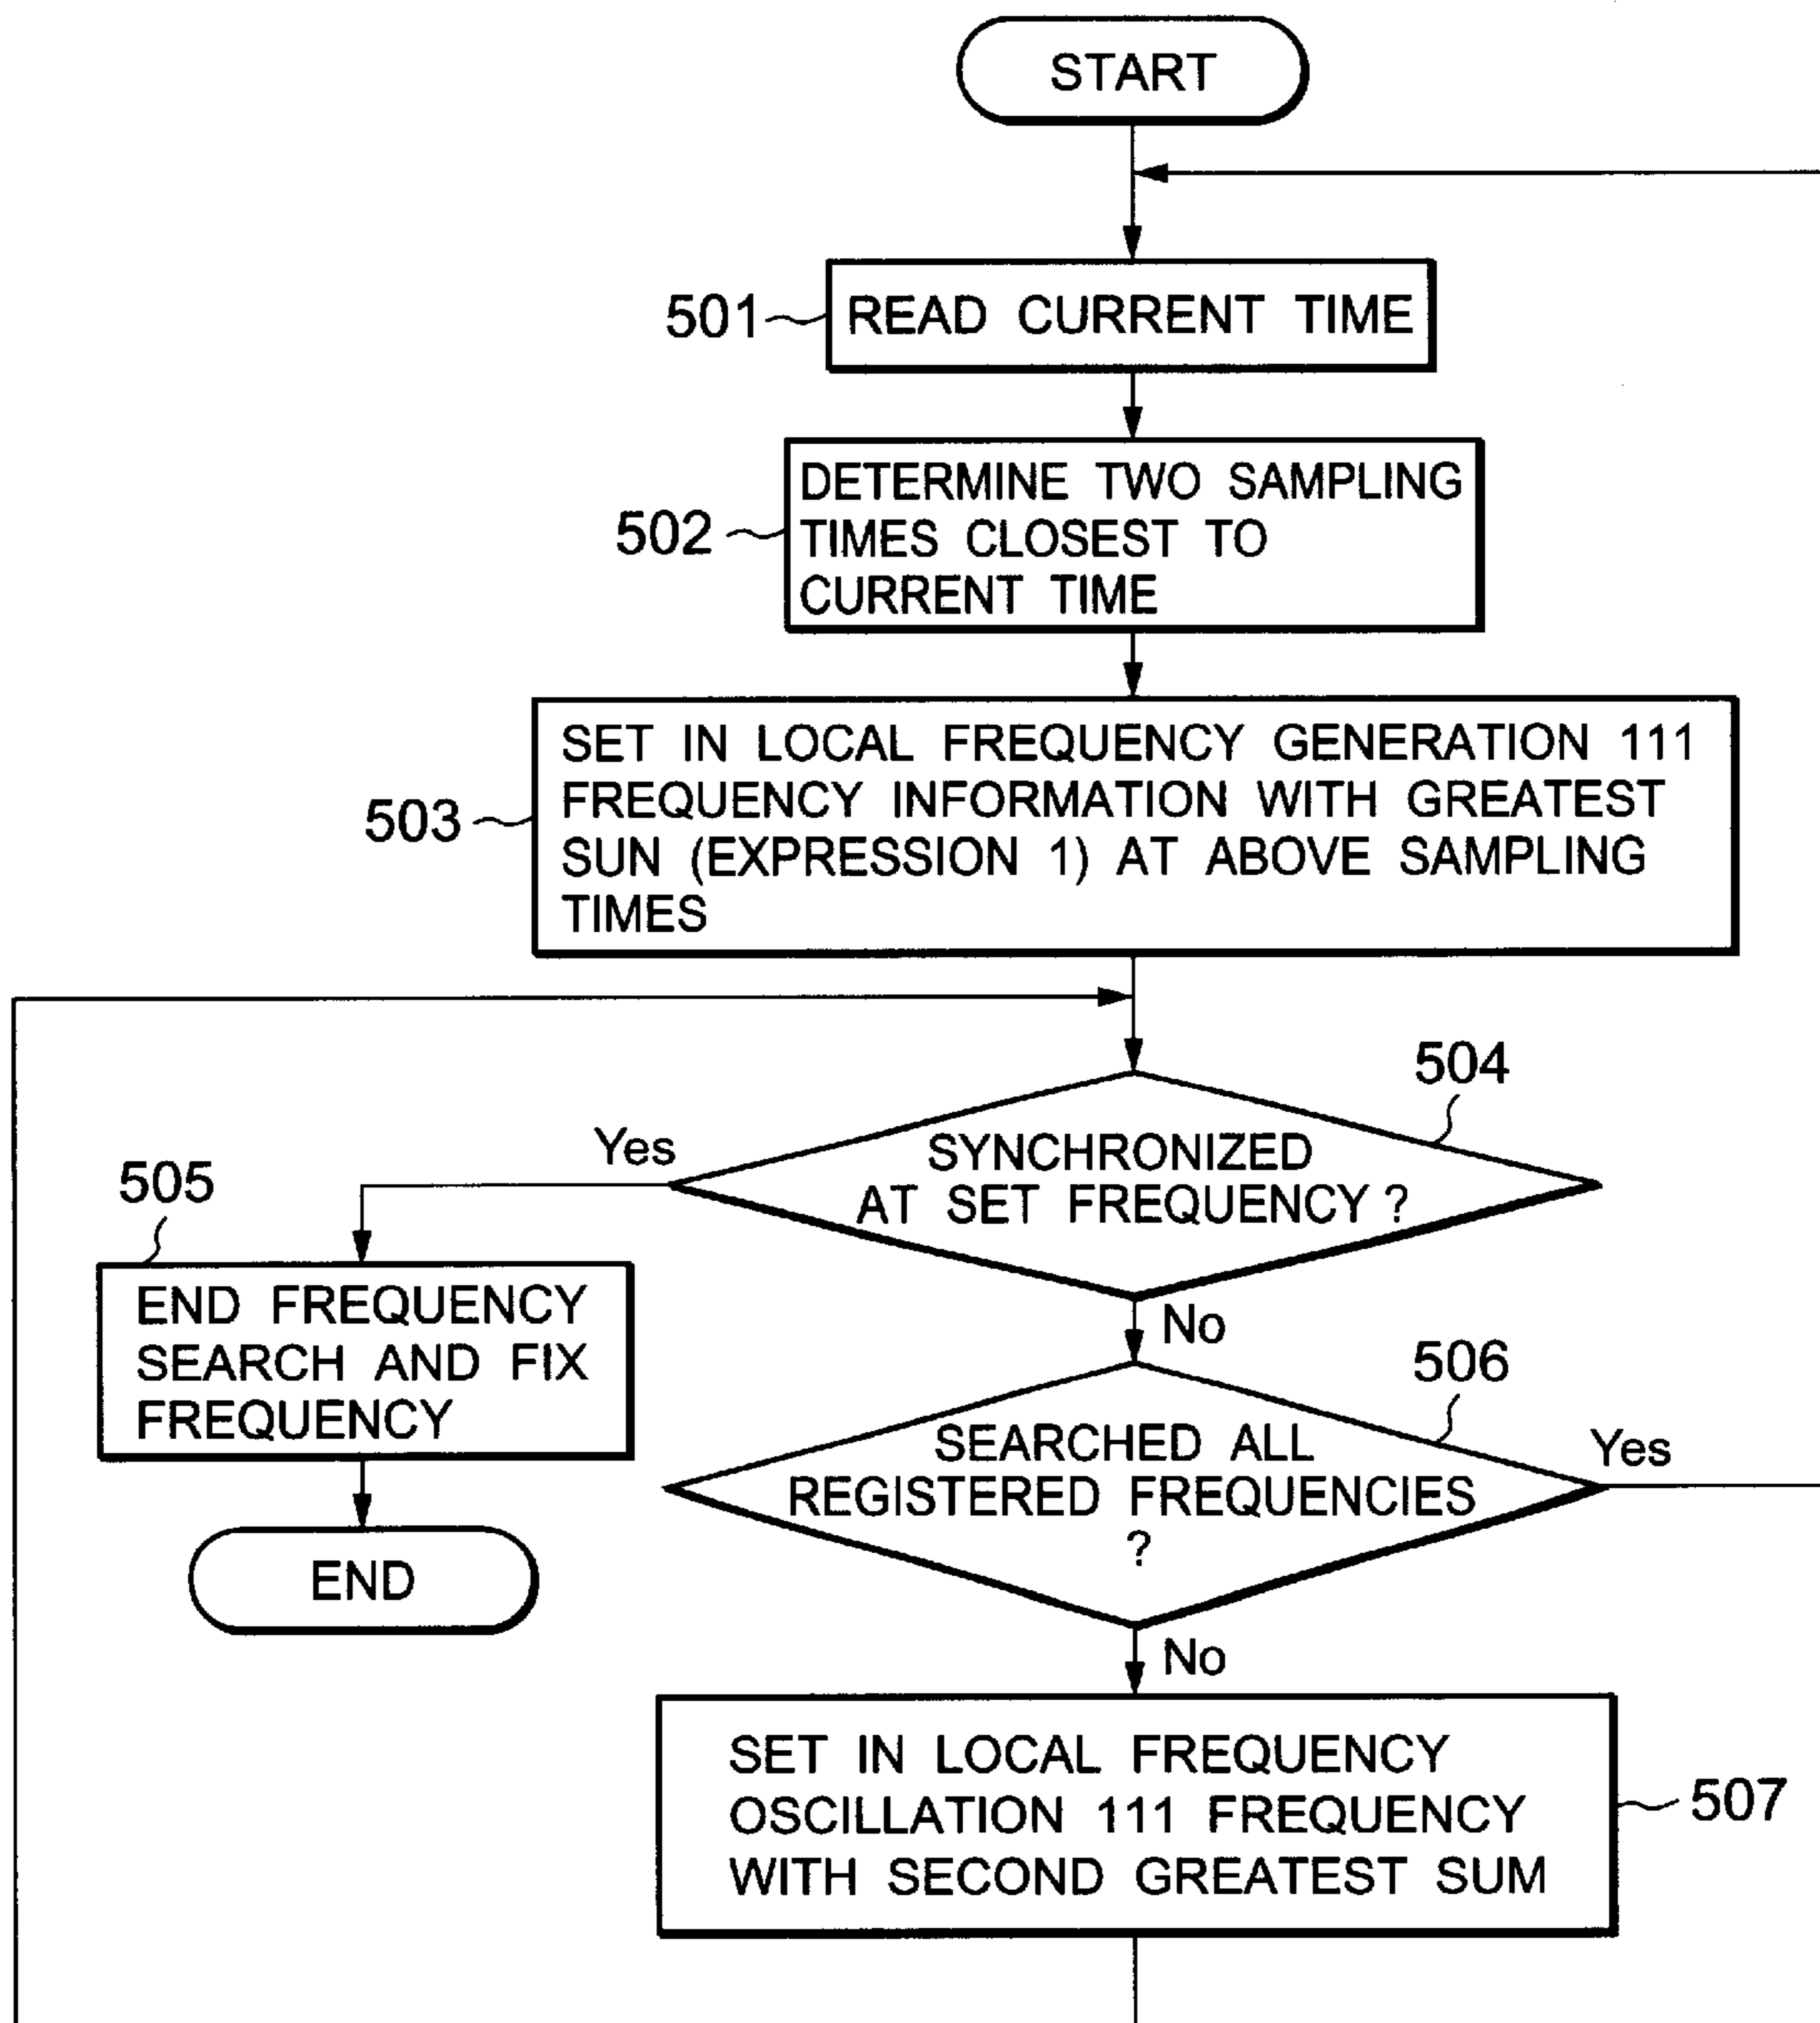 START
501
READ CURRENT TIME
502
DETERMINE TWO SAMPLING
TIMES CLOSEST TO
CURRENT TIME
503
SET IN LOCAL FREQUENCY GENERATION 111
FREQUENCY INFORMATION WITH GREATEST
SUN (EXPRESSION 1) AT ABOVE SAMPLING
TIMES
504
SYNCHRONIZED
AT SET FREQUENCY ?
Yes
505
END FREQUENCY
SEARCH AND FIX
FREQUENCY
END
No
506
SEARCHED ALL
REGISTERED FREQUENCIES
?
Yes
No
SET IN LOCAL FREQUENCY
OSCILLATION 111 FREQUENCY
WITH SECOND GREATEST SUM
507